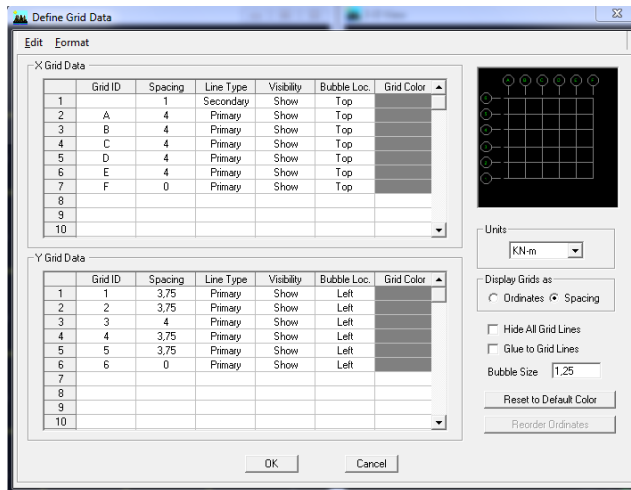 Define Grid Data
Edit Format
X Grid Data
Grid ID Spacing Line Type Visibility Bubble Loc. Grid Color
1 1 Secondary Show Top
2 A 4 Primary Show Top
3 B 4 Primary Show Top
4 C 4 Primary Show Top
5 D 4 Primary Show Top
6 E 4 Primary Show Top
7 F 0 Primary Show Top
8
9
10
Y Grid Data
Grid ID Spacing Line Type Visibility Bubble Loc. Grid Color
1 1 3,75 Primary Show Left
2 2 3,75 Primary Show Left
3 3 4 Primary Show Left
4 4 3,75 Primary Show Left
5 5 3,75 Primary Show Left
6 6 0 Primary Show Left
7
8
9
10
Units
KN-m
Display Grids as
Ordinates Spacing
Hide All Grid Lines
Glue to Grid Lines
Bubble Size 1,25
Reset to Default Color
Reorder Ordinates
OK Cancel